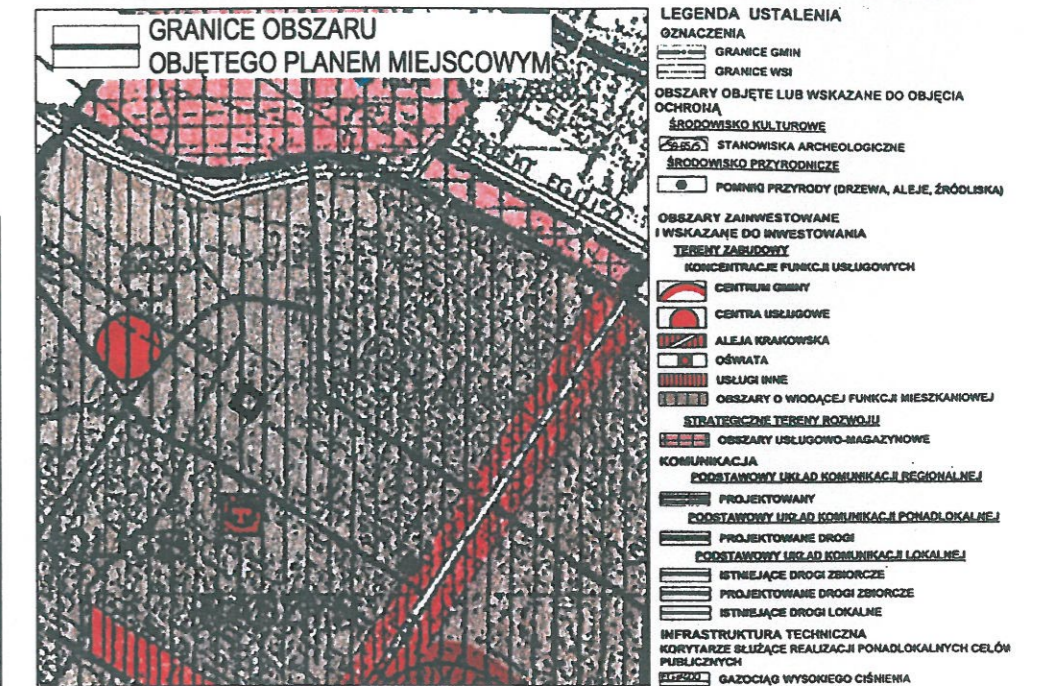 GRANICE OBSZARU
OBJĘTEGO PLANEM MIEJSCOWYM
LEGENDA USTALENIA
OZNACZENIA
GRANICE GMIN
GRANICE WSI
OBSZARY OBJĘTE LUB WSKAZANE DO OBJĘCIA
OCHRONĄ
ŚRODOWISKO KULTUROWE
STANOWISKA ARCHEOLOGICZNE
ŚRODOWISKO PRZYRODNICZE
POMNIKI PRZYRODY (DRZEWA, ALEJE, ŹRÓDLISKA)
OBSZARY ZAINWESTOWANE
I WSKAZANE DO INWESTOWANIA
TERENY ZABUDOWY
KONCENTRACJE FUNKCJI USŁUGOWYCH
CENTRUM GMINY
CENTRA USŁUGOWE
ALEJA KRAKOWSKA
OŚWIATA
USŁUGI INNE
OBSZARY O WIODĄCEJ FUNKCJI MIESZKANIOWEJ
STRATEGICZNE TERENY ROZWOJU
OBSZARY USŁUGOWO-MAGAZYNOWE
KOMUNIKACJA
PODSTAWOWY UKŁAD KOMUNIKACJI REGIONALNEJ
PROJEKTOWANY
PODSTAWOWY UKŁAD KOMUNIKACJI PONADLOKALNEJ
PROJEKTOWANE DROGI
PODSTAWOWY UKŁAD KOMUNIKACJI LOKALNEJ
ISTNIEJĄCE DROGI ZBIORCZE
PROJEKTOWANE DROGI ZBIORCZE
ISTNIEJĄCE DROGI LOKALNE
INFRASTRUKTURA TECHNICZNA
KORYTARZE SŁUŻĄCE REALIZACJI PONADLOKALNYCH CELÓW
PUBLICZNYCH
GAZOCIĄG WYSOKIEGO CIŚNIENIA